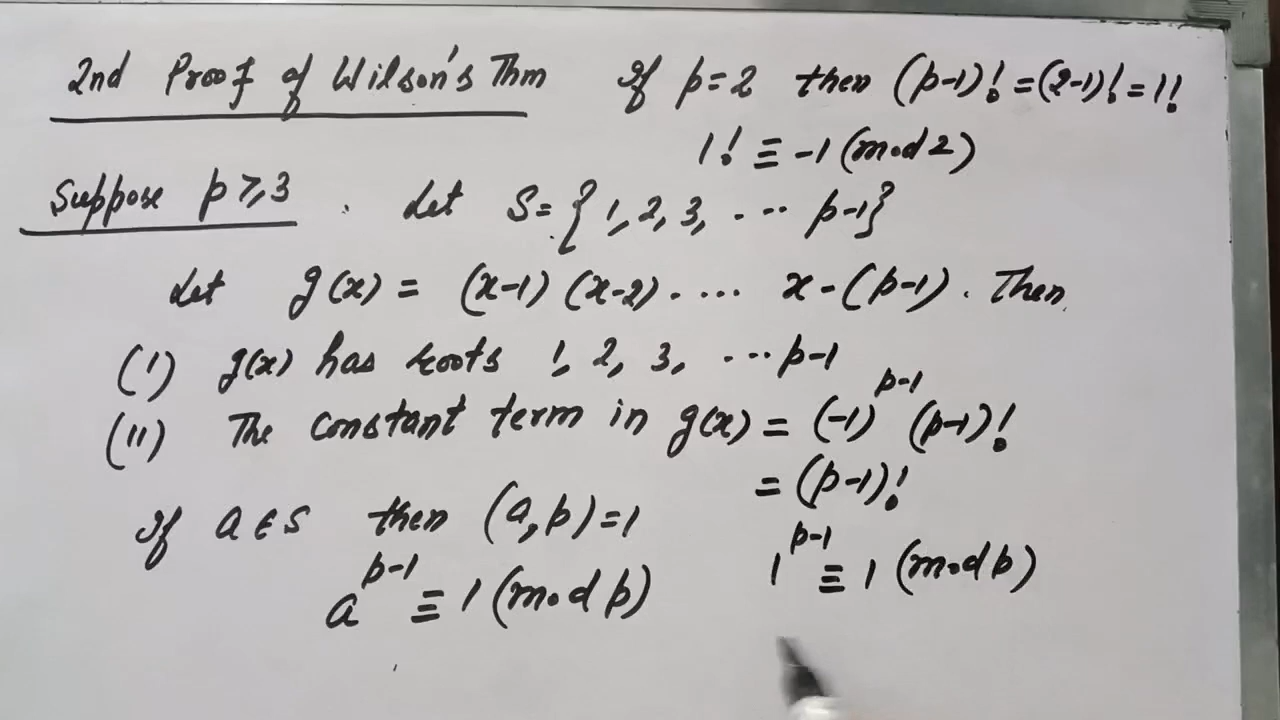 2nd Proof of Wilson's Thm If p=2 then (p-1)! = (2-1)! = 1!
1! ≡ -1 (mod 2)
Suppose p ≥ 3 . Let S = { 1, 2, 3, .... p-1}
Let g(x) = (x-1) (x-2) ..... x-(p-1) . Then
(i) g(x) has roots 1, 2, 3, ....p-1
(ii) The constant term in g(x) = (-1)^{p-1} (p-1)!
= (p-1)!
If a ∈ S then (a, p) = 1
a^{p-1} ≡ 1 (mod p) 1^{p-1} ≡ 1 (mod p)